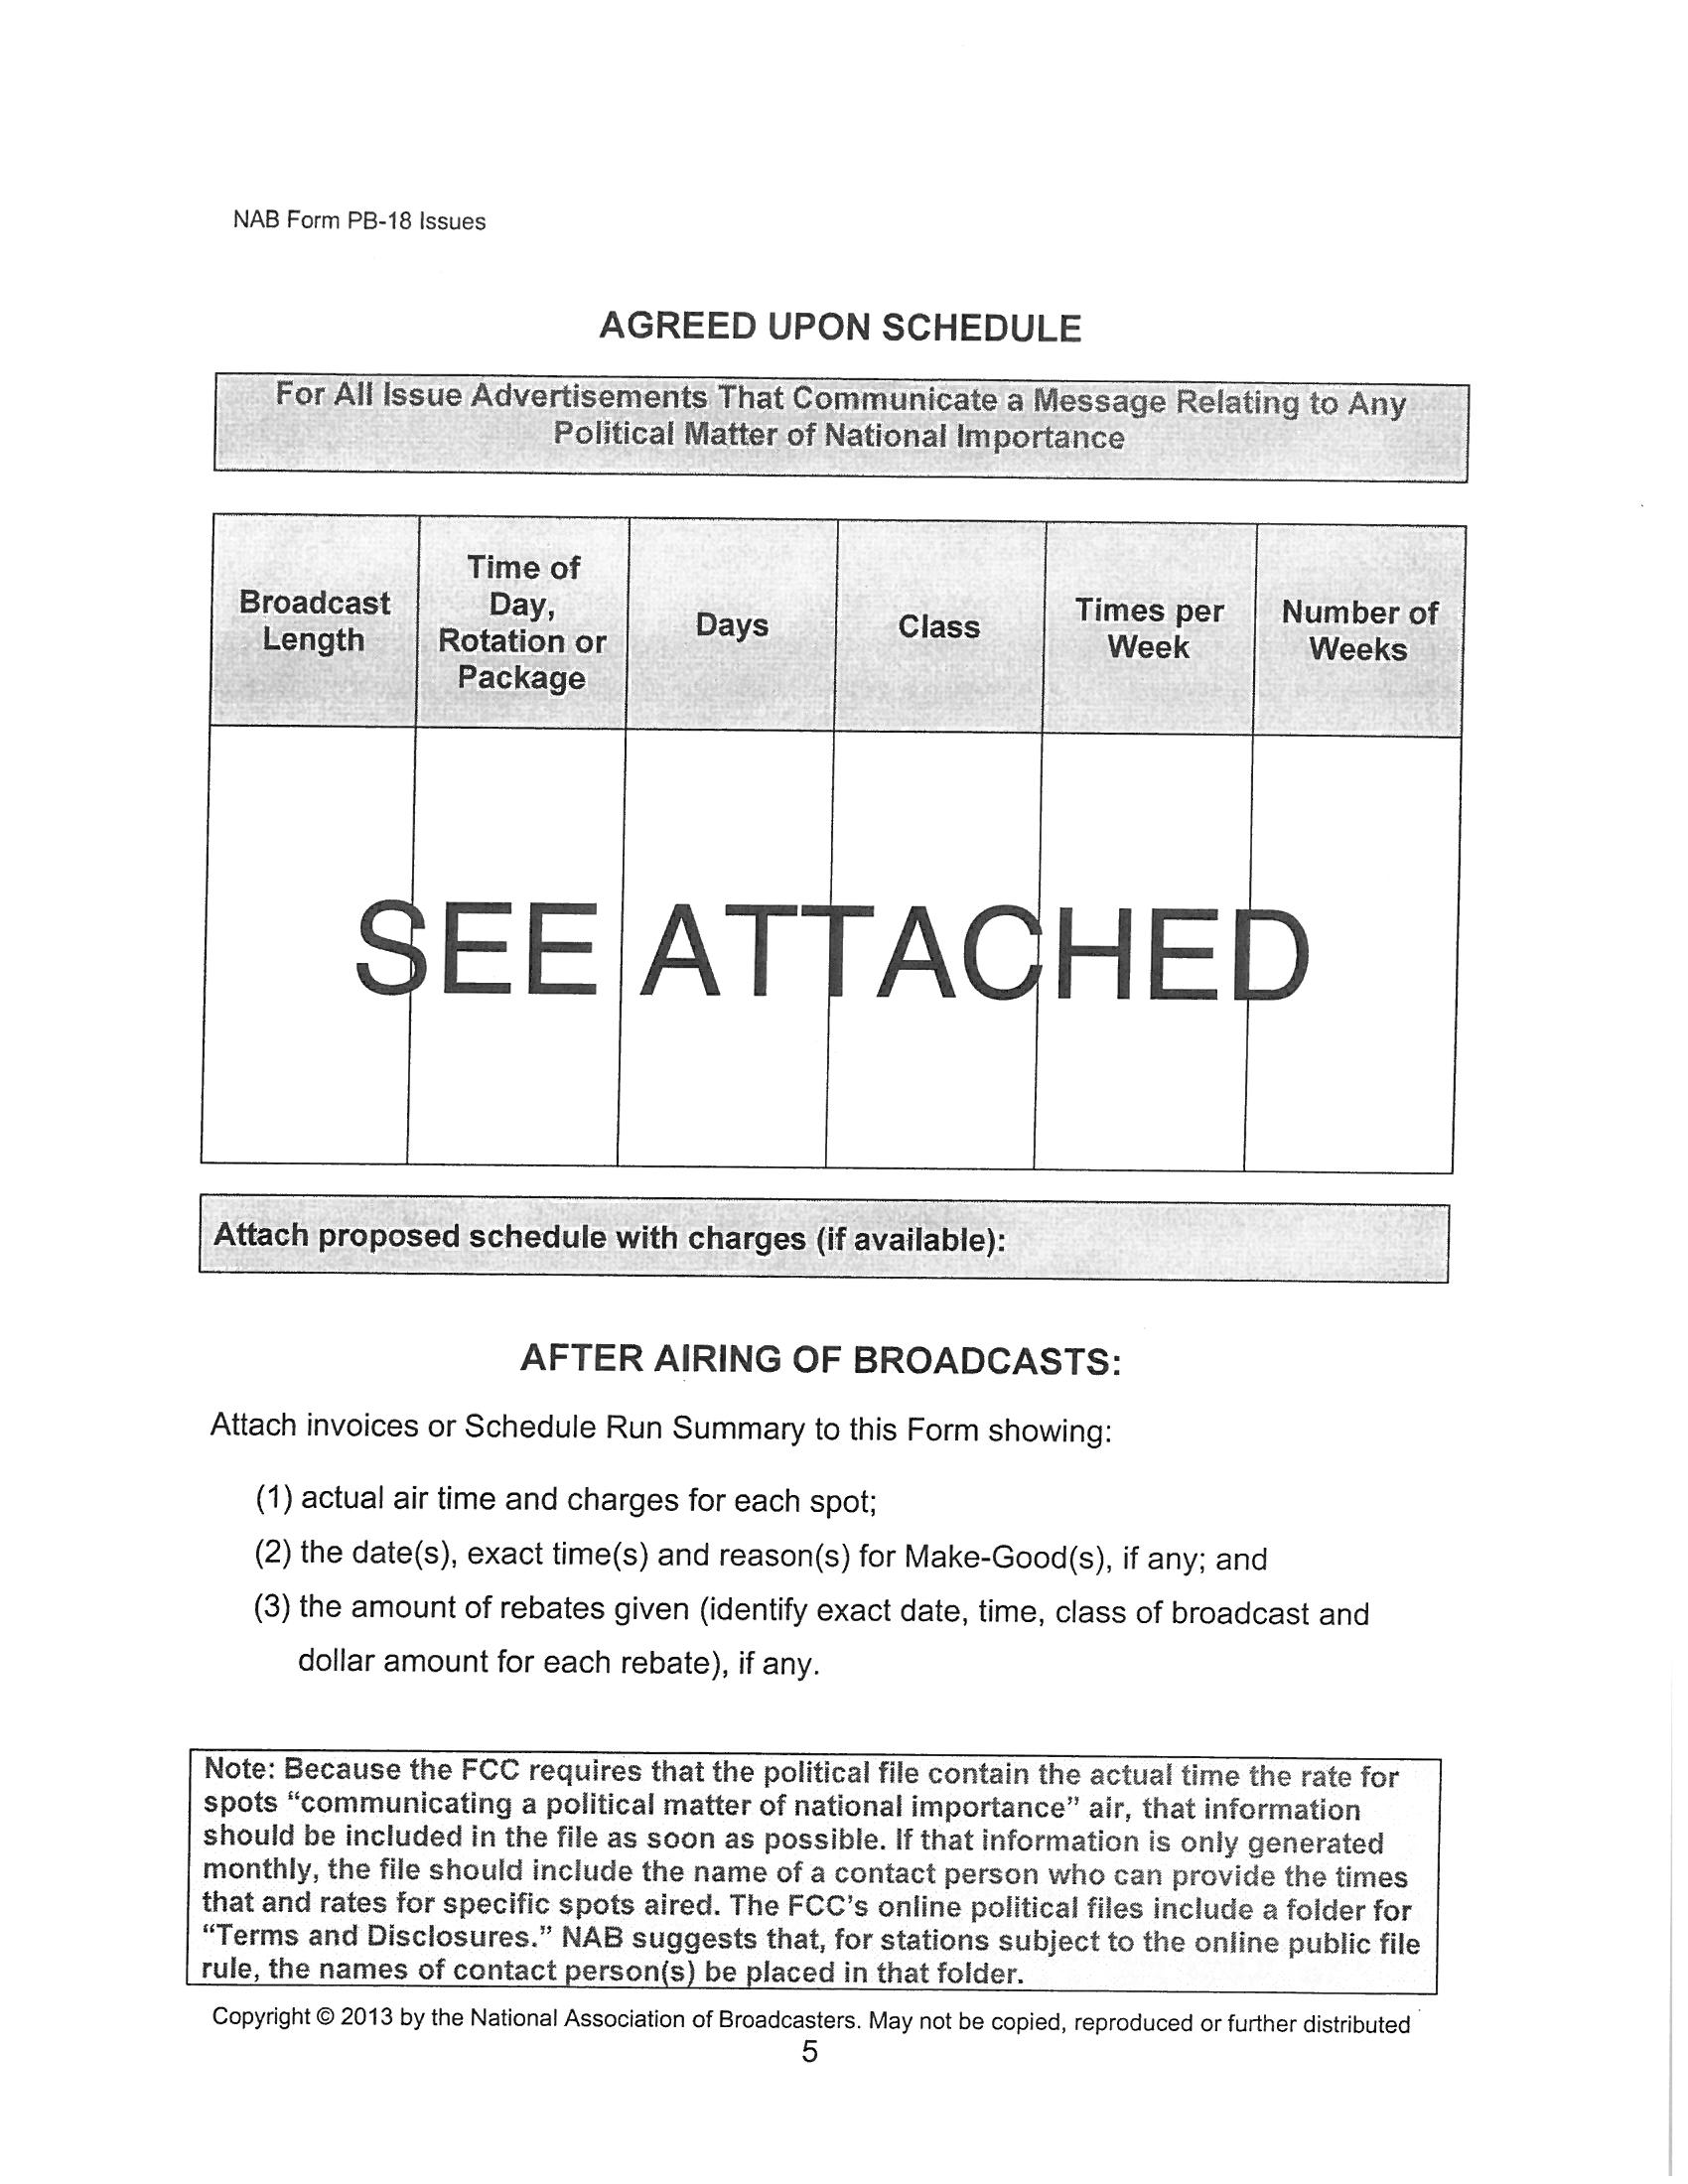 NAB Form PB-18 Issues
AGREED UPON SCHEDULE
For All Issue Advertisements That Communicate a Message Relating to Any
Political Matter of National Importance
Broadcast
Length
Time of
Day,
Rotation or
Package
Days
Class
Times per
Week
Number of
Weeks
SEE ATTACHED
Attach proposed schedule with charges (if available):
AFTER AIRING OF BROADCASTS:
Attach invoices or Schedule Run Summary to this Form showing:
(1) actual air time and charges for each spot;
(2) the date(s), exact time(s) and reason(s) for Make-Good(s), if any; and
(3) the amount of rebates given (identify exact date, time, class of broadcast and
dollar amount for each rebate), if any.
Note: Because the FCC requires that the political file contain the actual time the rate for
spots “communicating a political matter of national importance” air, that information
should be included in the file as soon as possible. If that information is only generated
monthly, the file should include the name of a contact person who can provide the times
that and rates for specific spots aired. The FCC’s online political files include a folder for
“Terms and Disclosures.” NAB suggests that, for stations subject to the online public file
rule, the names of contact person(s) be placed in that folder.
Copyright © 2013 by the National Association of Broadcasters. May not be copied, reproduced or further distributed
5